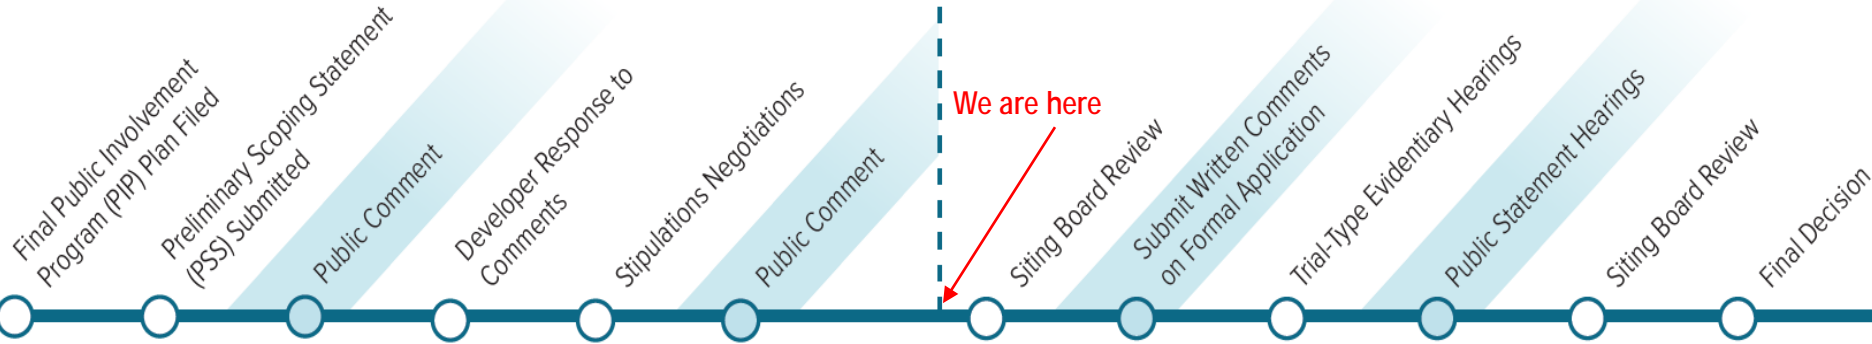 Final Public Involvement
Program (PIP) Plan Filed
Preliminary Scoping Statement
(PSS) Submitted
Public Comment
Developer Response to
Comments
Stipulations Negotiations
Public Comment
We are here
Siting Board Review
Submit Written Comments
on Formal Application
Trial-Type Evidentiary Hearings
Public Statement Hearings
Siting Board Review
Final Decision